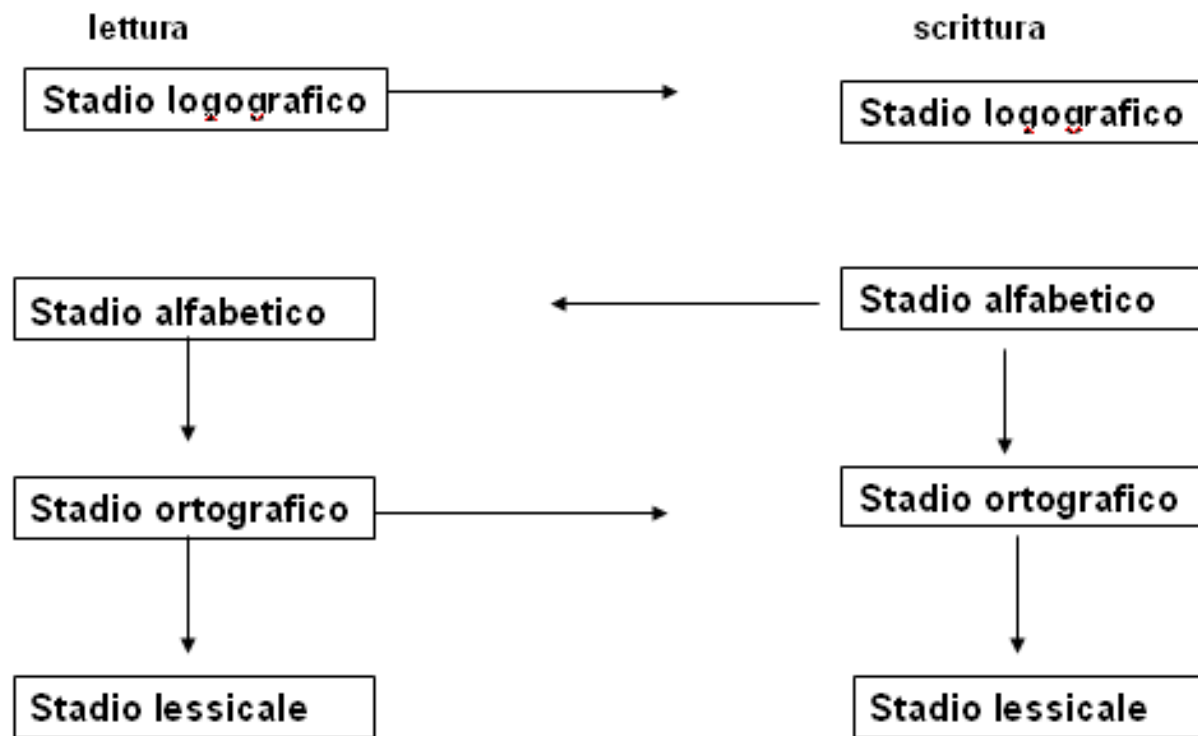 lettura
scrittura
Stadio logografico
Stadio logografico
Stadio alfabetico
Stadio alfabetico
Stadio ortografico
Stadio ortografico
Stadio lessicale
Stadio lessicale